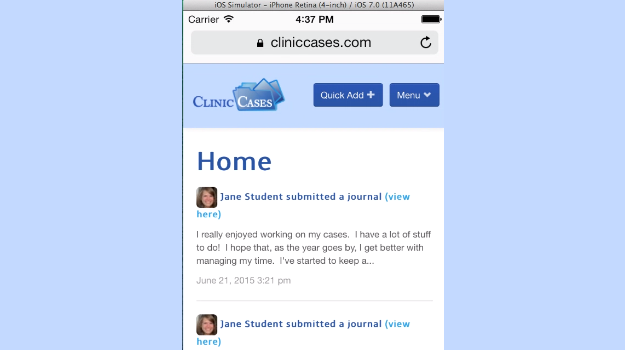 iOS Simulator – iPhone Retina (4-inch) / iOS 7.0 (11A465)
Carrier 4:37 PM
cliniccases.com
CLINIC CASES Quick Add Menu
Home
Jane Student submitted a journal (view
here)
I really enjoyed working on my cases. I have a lot of stuff
to do! I hope that, as the year goes by, I get better with
managing my time. I've started to keep a...
June 21, 2015 3:21 pm
Jane Student submitted a journal (view
here)